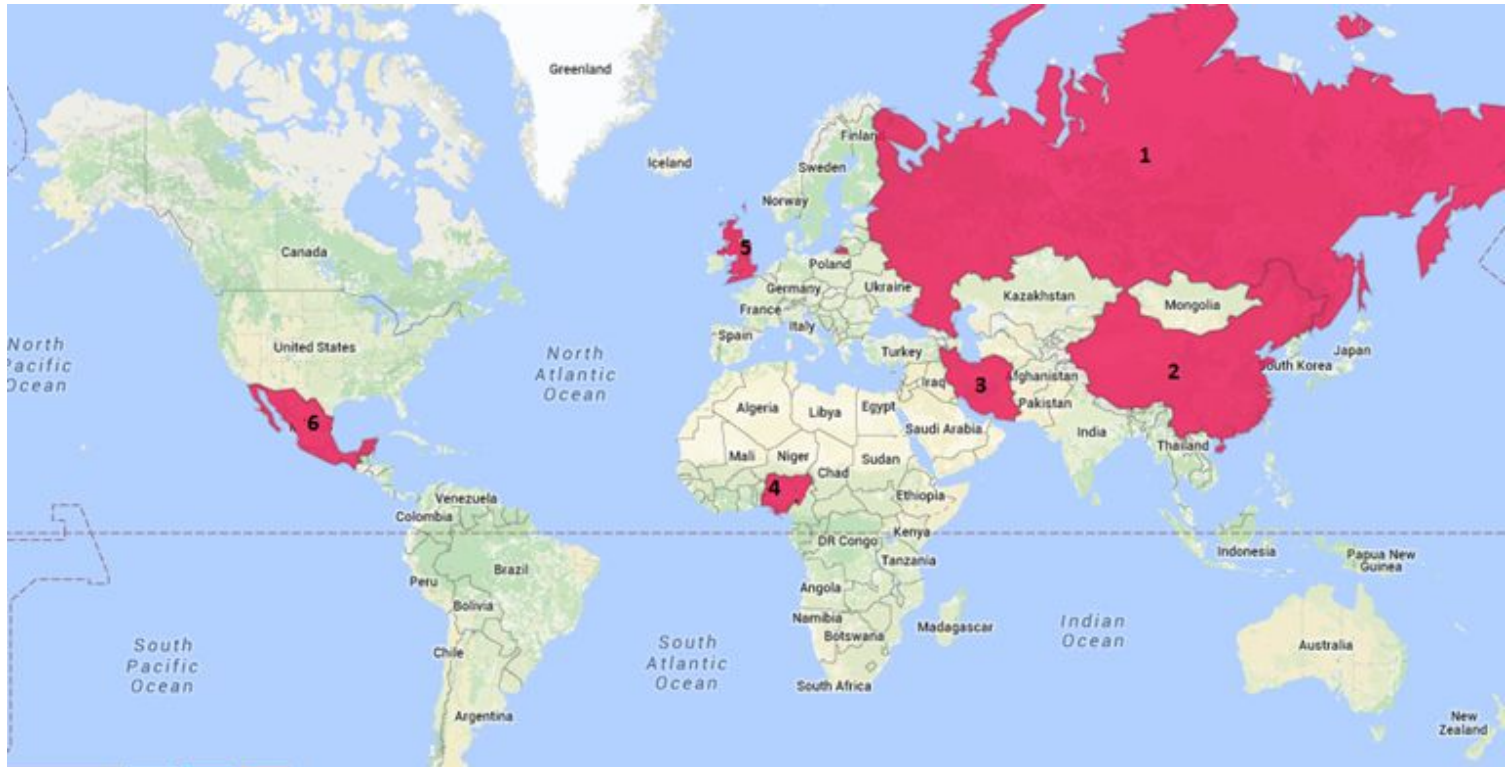 Greenland
Iceland
Finlan
Sweden
Norway
1
Canada
5
Poland
Germany
Ukraine
France
Kazakhstan
Mongolia
Italy
Spain
United States
North
Pacific
Ocean
North
Atlantic
Ocean
Turkey
Japan
South Korea
2
Iraq
3
Afghanistan
Pakistan
Algeria
Libya
Egypt
6
Saudi Arabia
India
Thailand
Mali
Niger
Chad
Sudan
4
Ethiopia
Venezuela
Colombia
Kenya
DR Congo
Tanzania
Indonesia
Papua New
Guinea
Brazil
Peru
Angola
Bolivia
Namibia
Botswana
Madagascar
Indian
Ocean
South
Pacific
Ocean
South
Atlantic
Ocean
Chile
Australia
South Africa
Argentina
New
Zealand